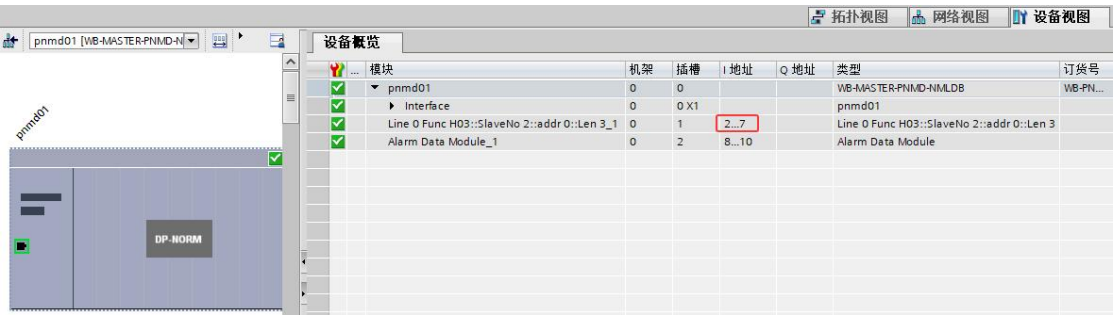 拓扑视图 网络视图 设备视图
pnmd01 [WB-MASTER-PNMD-N
设备概览
... 模块 机架 插槽 I 地址 Q 地址 类型 订货号
pnmd01 0 0 WB-MASTER-PNMD-NMLDB WB-PN...
Interface 0 0 X1 pnmd01
Line 0 Func H03::SlaveNo 2::addr 0::Len 3_1 0 1 2...7 Line 0 Func H03::SlaveNo 2::addr 0::Len 3
Alarm Data Module_1 0 2 8...10 Alarm Data Module
pnmd01
DP-NORM